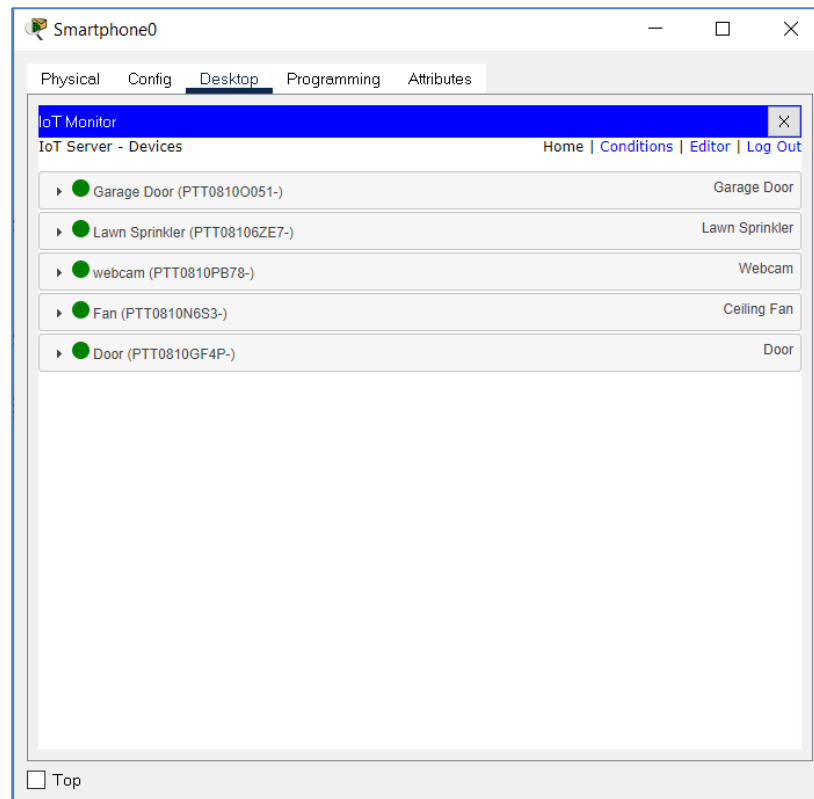 Smartphone0
Physical Config Desktop Programming Attributes
IoT Monitor X
IoT Server - Devices Home | Conditions | Editor | Log Out
Garage Door (PTT0810O051-) Garage Door
Lawn Sprinkler (PTT08106ZE7-) Lawn Sprinkler
webcam (PTT0810PB78-) Webcam
Fan (PTT0810N6S3-) Ceiling Fan
Door (PTT0810GF4P-) Door
Top